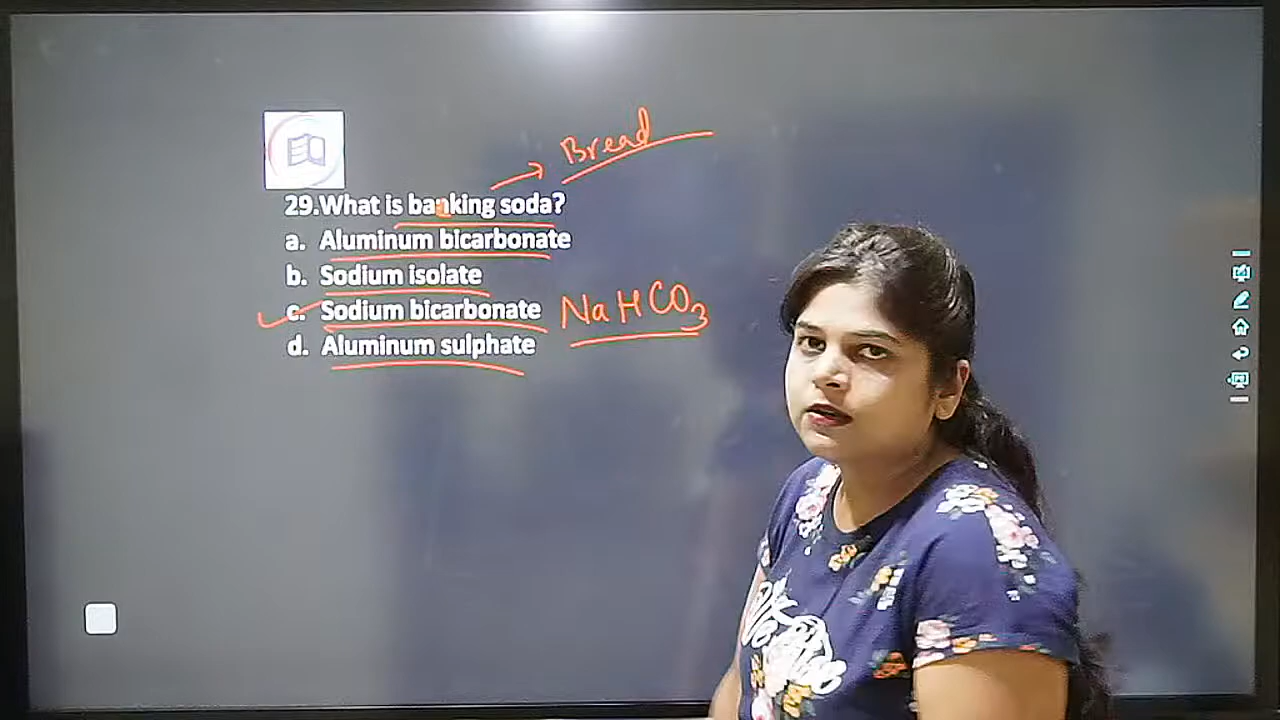 Bread
29.What is banking soda?
a. Aluminum bicarbonate
b. Sodium isolate
c. Sodium bicarbonate NaHCO3
d. Aluminum sulphate